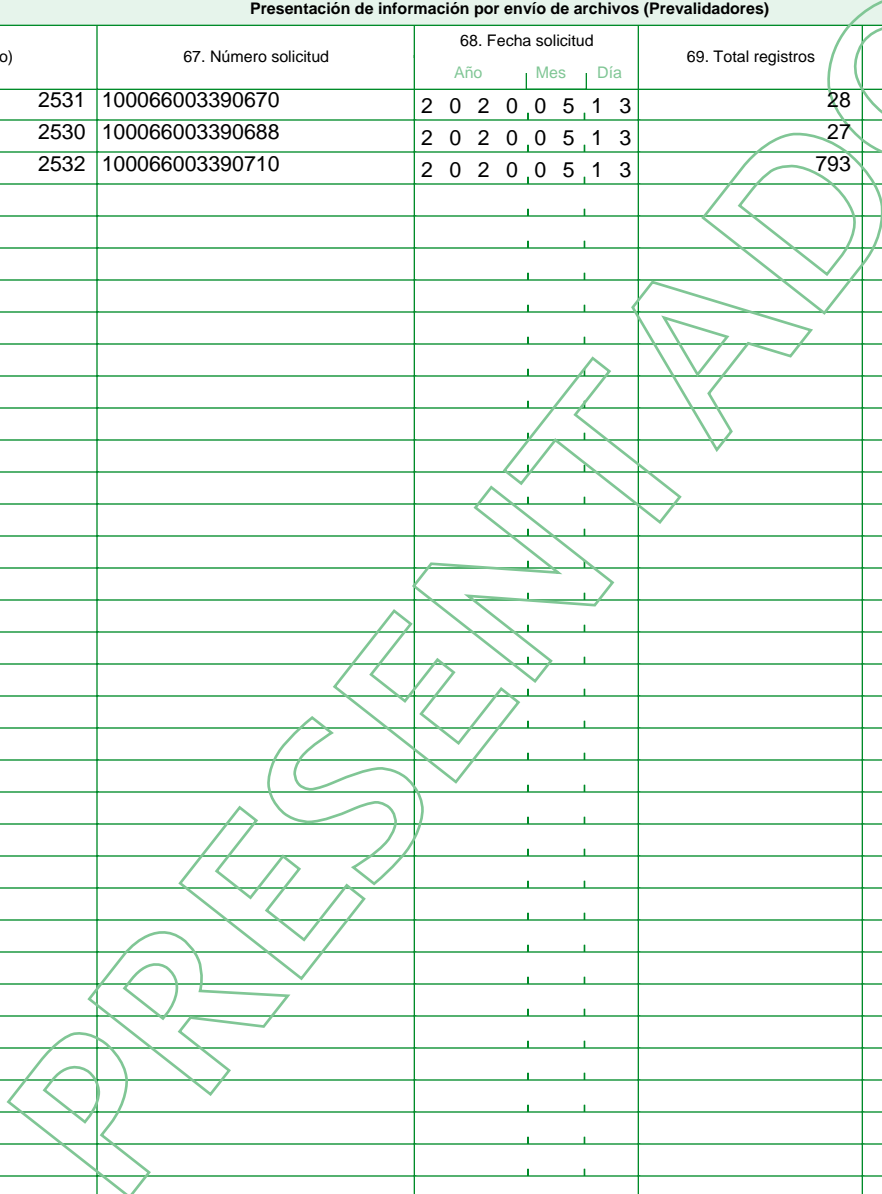 Presentación de información por envío de archivos (Prevalidadores)
o) 67. Número solicitud 68. Fecha solicitud 69. Total registros
Año Mes Día
2531 100066003390670 2 0 2 0 0 5 1 3 28
2530 100066003390688 2 0 2 0 0 5 1 3 27
2532 100066003390710 2 0 2 0 0 5 1 3 793
PRESENTADO